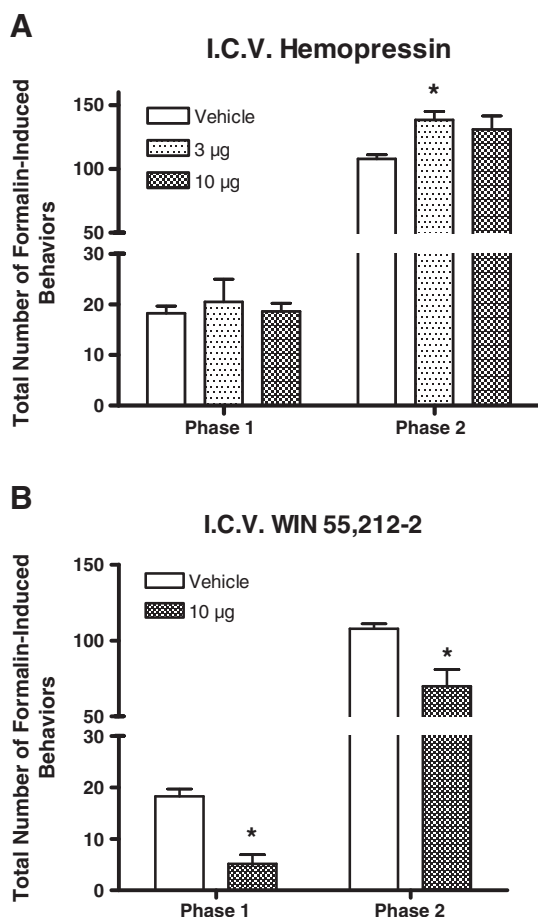 A
I.C.V. Hemopressin
Total Number of Formalin-Induced
Behaviors
150
100
50
30
20
10
0
Vehicle
3 µg
10 µg
*
Phase 1
Phase 2
B
I.C.V. WIN 55,212-2
Total Number of Formalin-Induced
Behaviors
150
100
50
30
20
10
0
Vehicle
10 µg
*
*
Phase 1
Phase 2